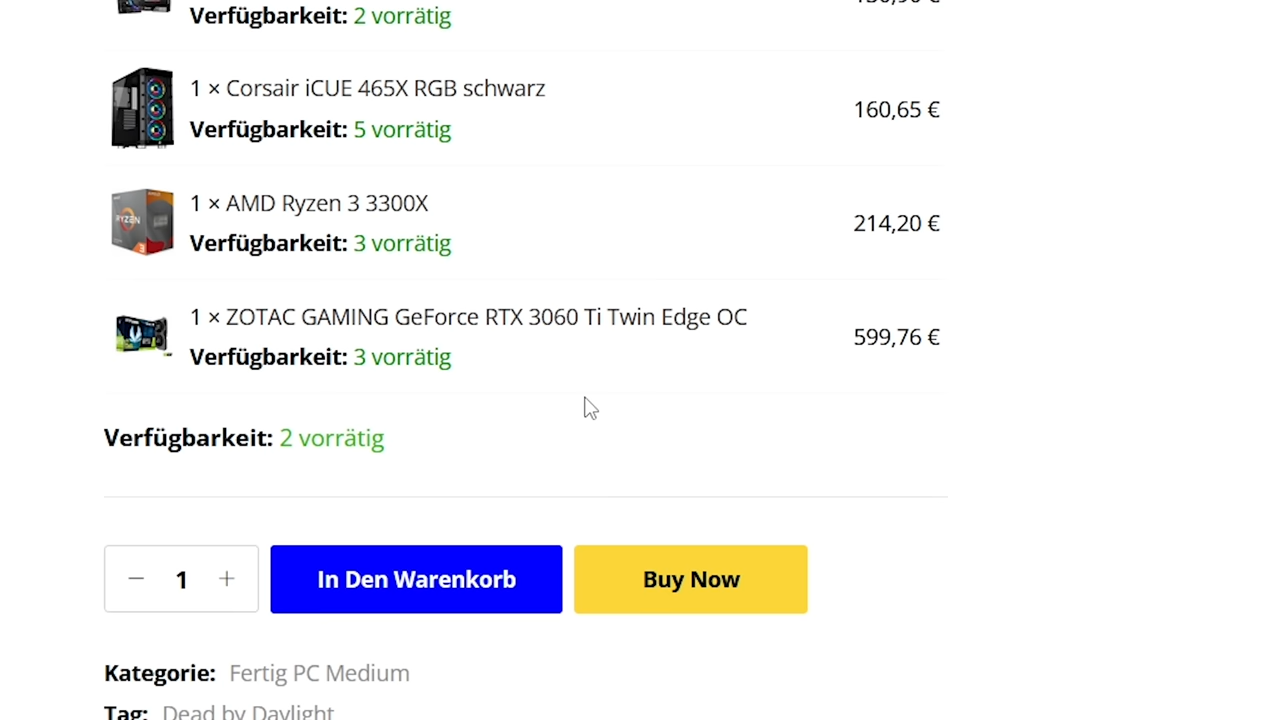 Verfügbarkeit: 2 vorrätig
1 × Corsair iCUE 465X RGB schwarz
160,65 €
Verfügbarkeit: 5 vorrätig
1 × AMD Ryzen 3 3300X
214,20 €
Verfügbarkeit: 3 vorrätig
RYZEN
1 × ZOTAC GAMING GeForce RTX 3060 Ti Twin Edge OC
599,76 €
Verfügbarkeit: 3 vorrätig
Verfügbarkeit: 2 vorrätig
− 1 +
In Den Warenkorb
Buy Now
Kategorie: Fertig PC Medium
Tag: Dead by Daylight